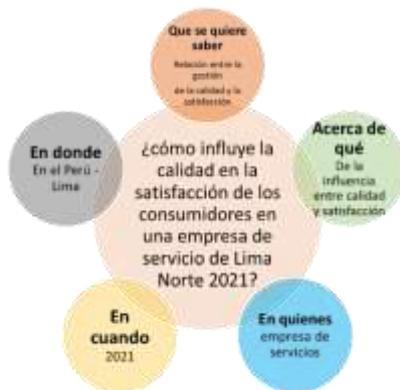 Que se quiere
saber
Relación entre la
gestión
de la calidad y la
satisfacción
Acerca de
qué
De la
influencia
entre calidad
y satisfacción
En quienes
empresa de
servicios
En
cuando
2021
En donde
En el Perú -
Lima
¿cómo influye la
calidad en la
satisfacción de los
consumidores en
una empresa de
servicio de Lima
Norte 2021?